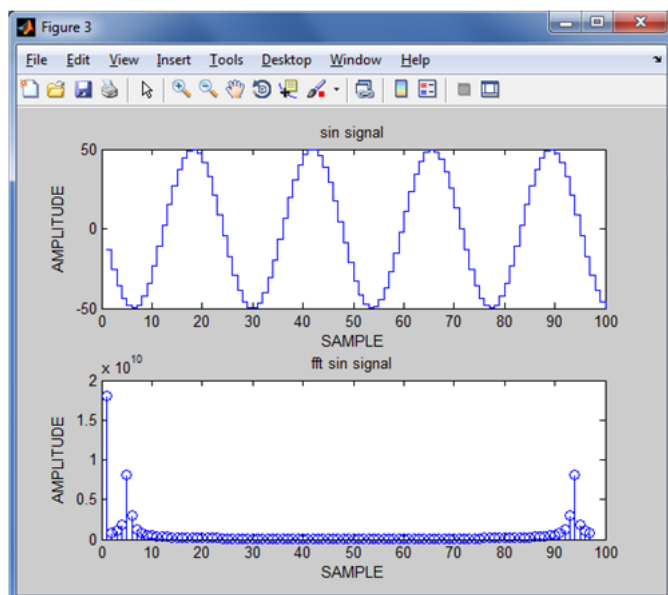 Figure 3
File Edit View Insert Tools Desktop Window Help
sin signal
50
0
-50
AMPLITUDE
0 10 20 30 40 50 60 70 80 90 100
SAMPLE
fft sin signal
x 10^10
2
1.5
1
0.5
0
AMPLITUDE
0 10 20 30 40 50 60 70 80 90 100
SAMPLE